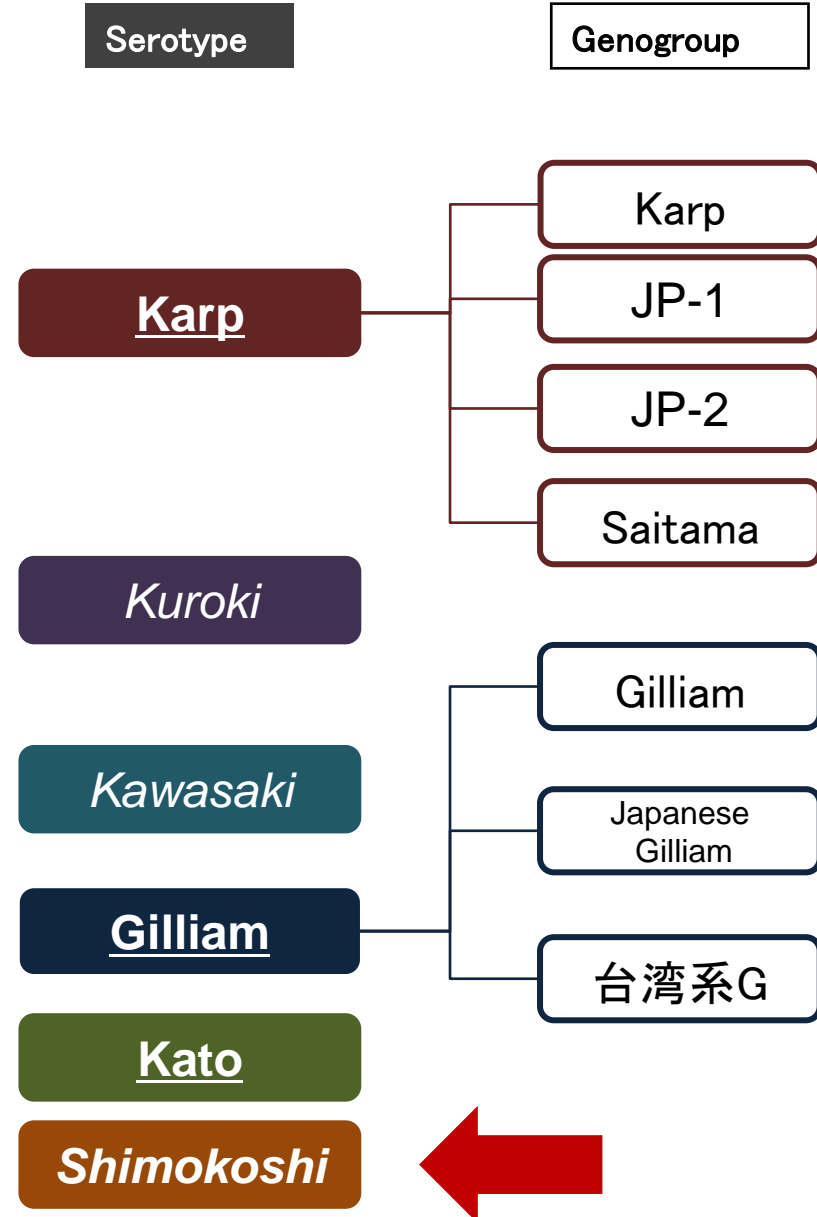 Serotype
Genogroup
Karp
Karp
JP-1
JP-2
Saitama
Kuroki
Kawasaki
Gilliam
Gilliam
Japanese
Gilliam
台湾系G
Kato
Shimokoshi